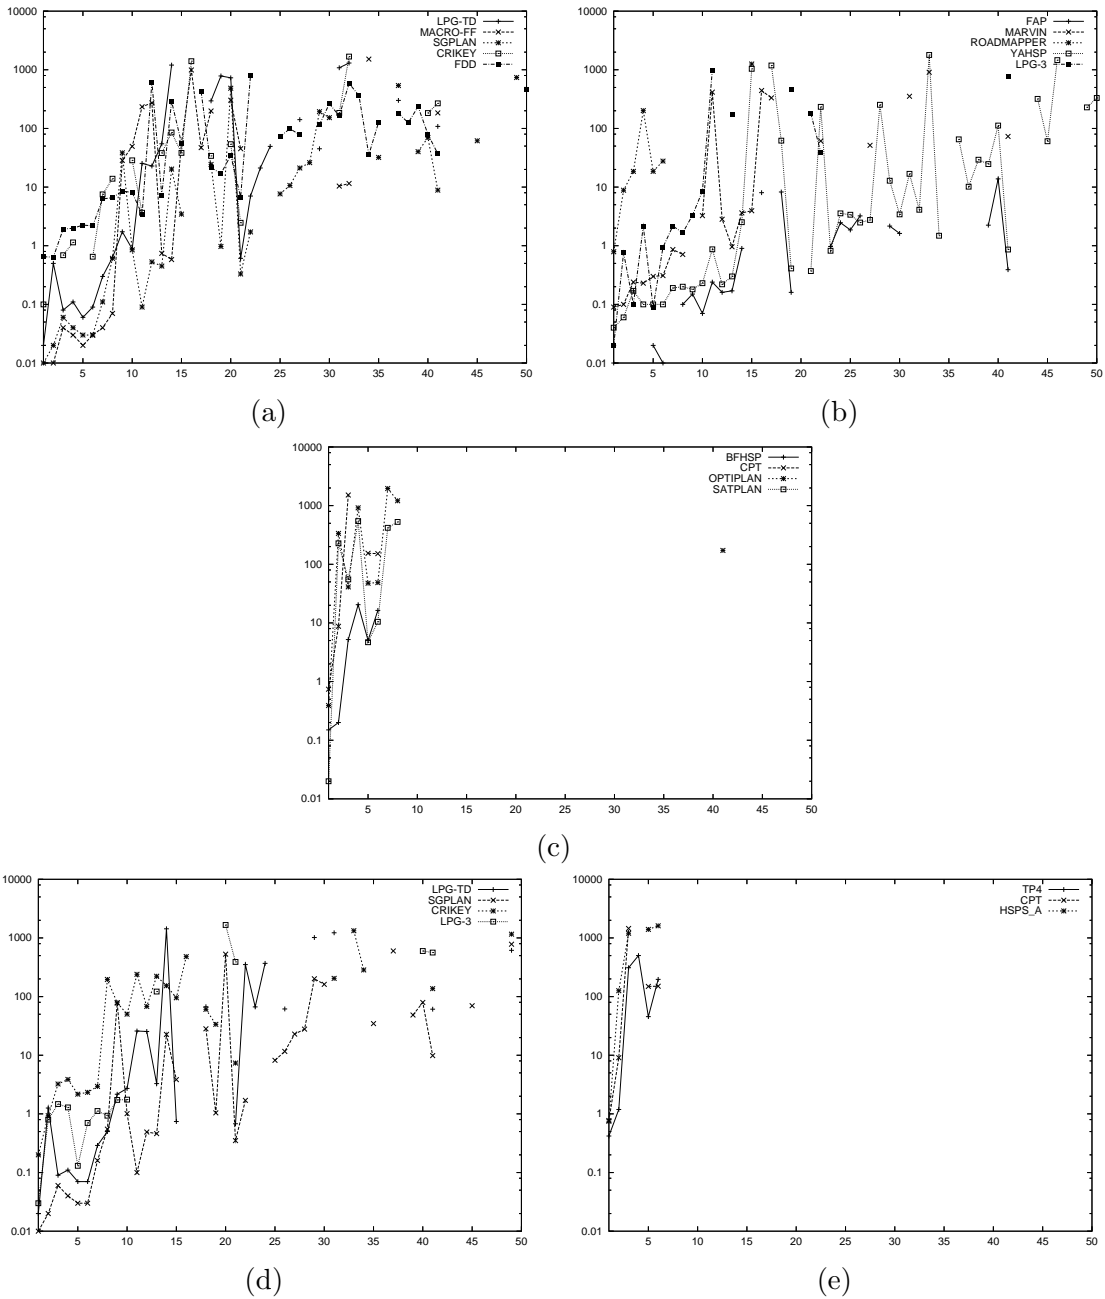 10000
1000
100
10
1
0.1
0.01
5 10 15 20 25 30 35 40 45 50
LPG-TD
MACRO-FF
SGPLAN
CRIKEY
FDD
(a)
10000
1000
100
10
1
0.1
0.01
5 10 15 20 25 30 35 40 45 50
FAP
MARVIN
ROADMAPPER
YAHSP
LPG-3
(b)
10000
1000
100
10
1
0.1
0.01
5 10 15 20 25 30 35 40 45 50
BFHSP
CPT
OPTIPLAN
SATPLAN
(c)
10000
1000
100
10
1
0.1
0.01
5 10 15 20 25 30 35 40 45 50
LPG-TD
SGPLAN
CRIKEY
LPG-3
(d)
10000
1000
100
10
1
0.1
0.01
5 10 15 20 25 30 35 40 45 50
TP4
CPT
HSPS_A
(e)